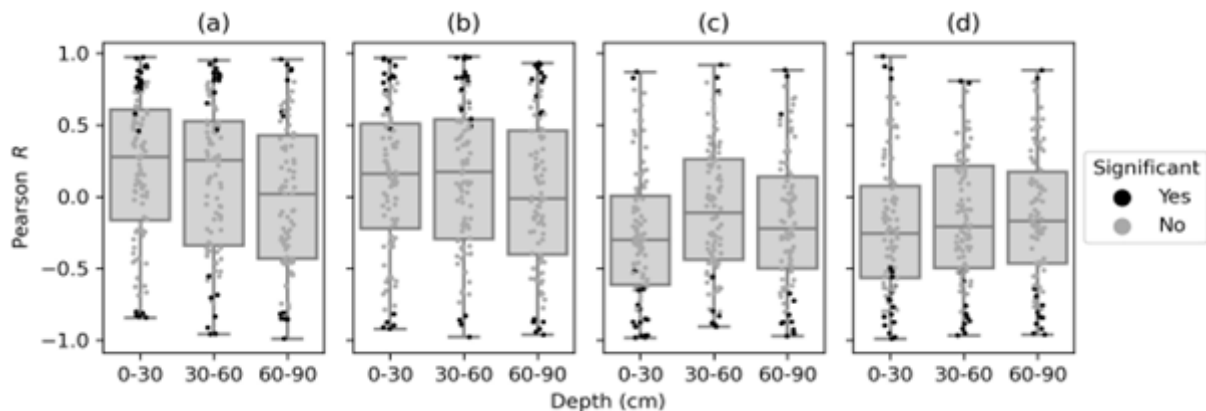 (a) (b) (c) (d)
1.0
0.5
0.0
−0.5
−1.0
Pearson R
0-30 30-60 60-90 0-30 30-60 60-90 0-30 30-60 60-90 0-30 30-60 60-90
Depth (cm)
Significant
Yes
No